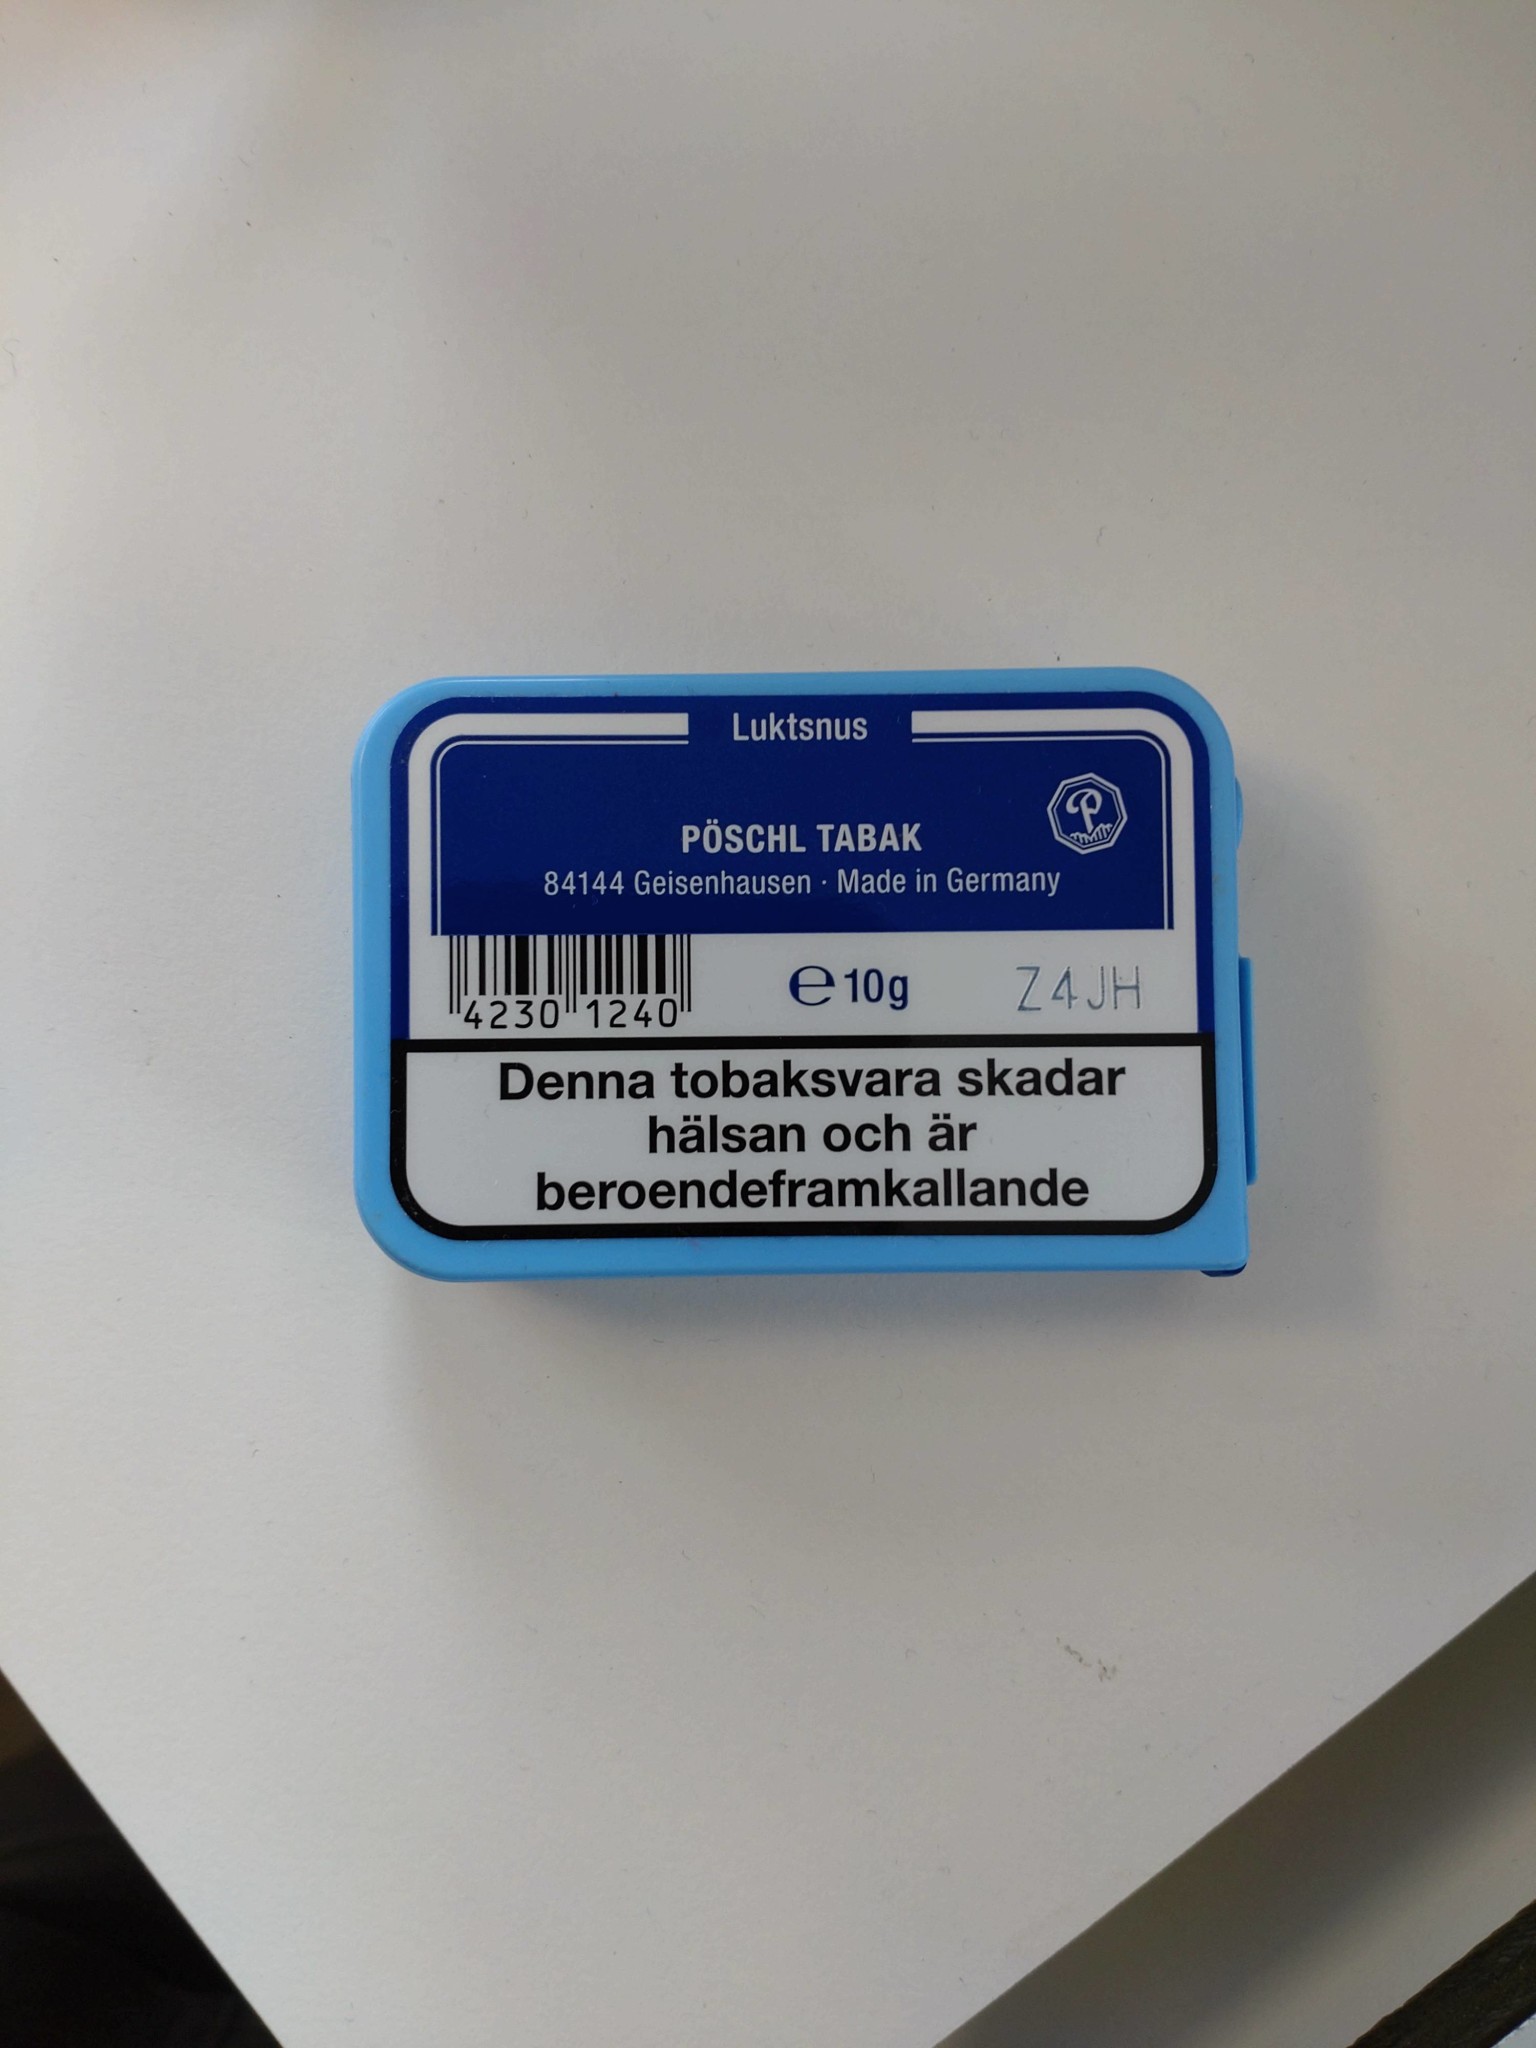 Luktsnus
PÖSCHL TABAK
84144 Geisenhausen · Made in Germany
4230 1240
℮ 10g
Z4JH
Denna tobaksvara skadar
hälsan och är
beroendeframkallande